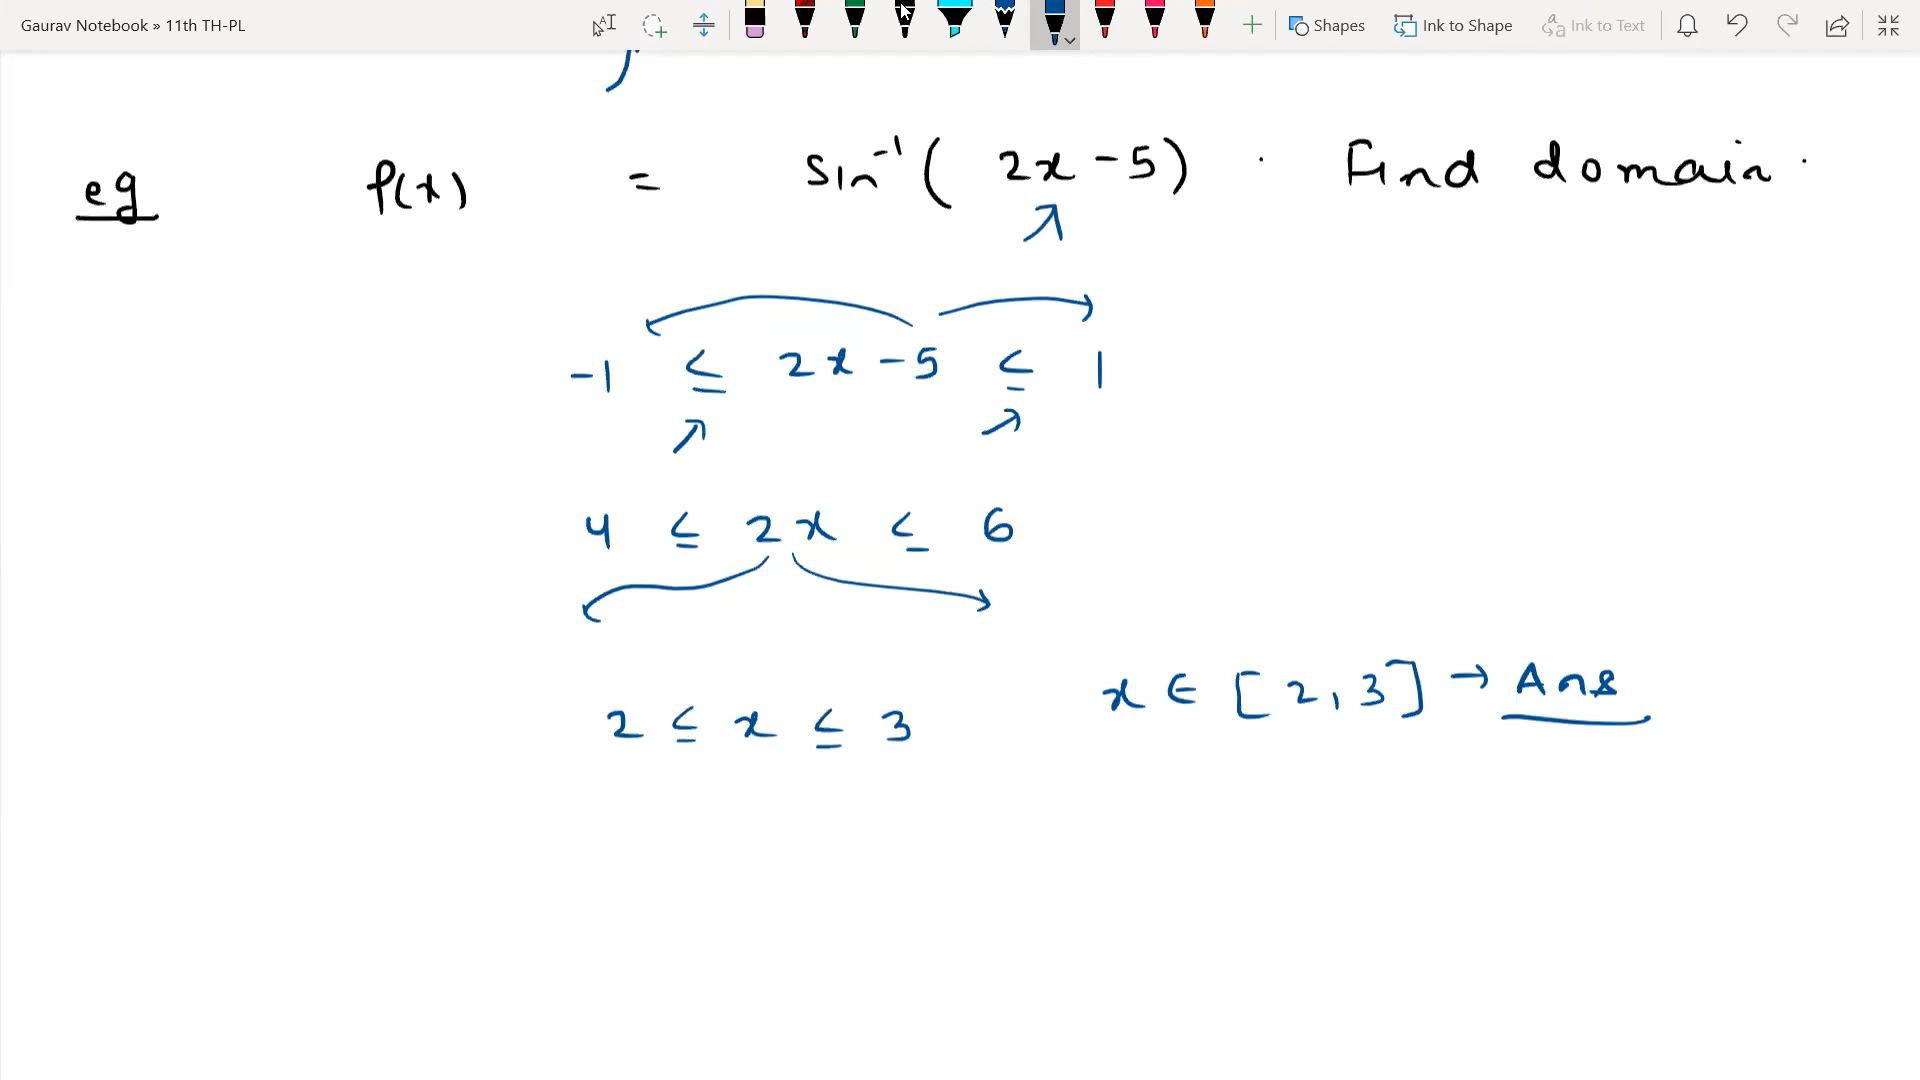 Gaurav Notebook » 11th TH-PL
Shapes
Ink to Shape
Ink to Text
eg f(x) = sin⁻¹( 2x - 5) . Find domain .
-1 ≤ 2x - 5 ≤ 1
4 ≤ 2x ≤ 6
2 ≤ x ≤ 3
x ∈ [2, 3] → Ans